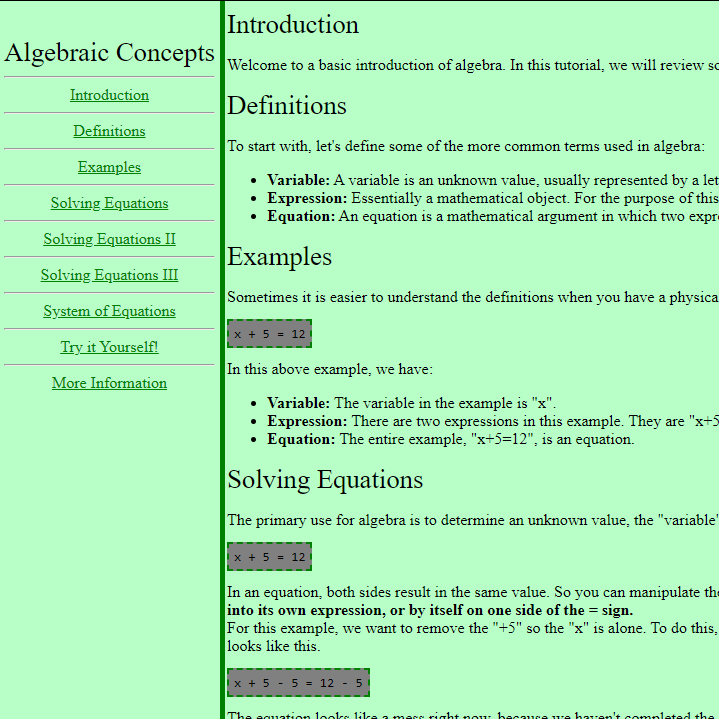 Algebraic Concepts
Introduction
Definitions
Examples
Solving Equations
Solving Equations II
Solving Equations III
System of Equations
Try it Yourself!
More Information
Introduction
Welcome to a basic introduction of algebra. In this tutorial, we will review
Definitions
To start with, let's define some of the more common terms used in algebra:
Variable: A variable is an unknown value, usually represented by a
Expression: Essentially a mathematical object. For the purpose of this
Equation: An equation is a mathematical argument in which two
Examples
Sometimes it is easier to understand the definitions when you have a
x + 5 = 12
In this above example, we have:
Variable: The variable in the example is "x".
Expression: There are two expressions in this example. They are "x+5
Equation: The entire example, "x+5=12", is an equation.
Solving Equations
The primary use for algebra is to determine an unknown value, the "variable"
x + 5 = 12
In an equation, both sides result in the same value. So you can manipulate
into its own expression, or by itself on one side of the = sign.
For this example, we want to remove the "+5" so the "x" is alone. To do this,
looks like this.
x + 5 - 5 = 12 - 5
The equation looks like a mess right now, because we haven't completed the